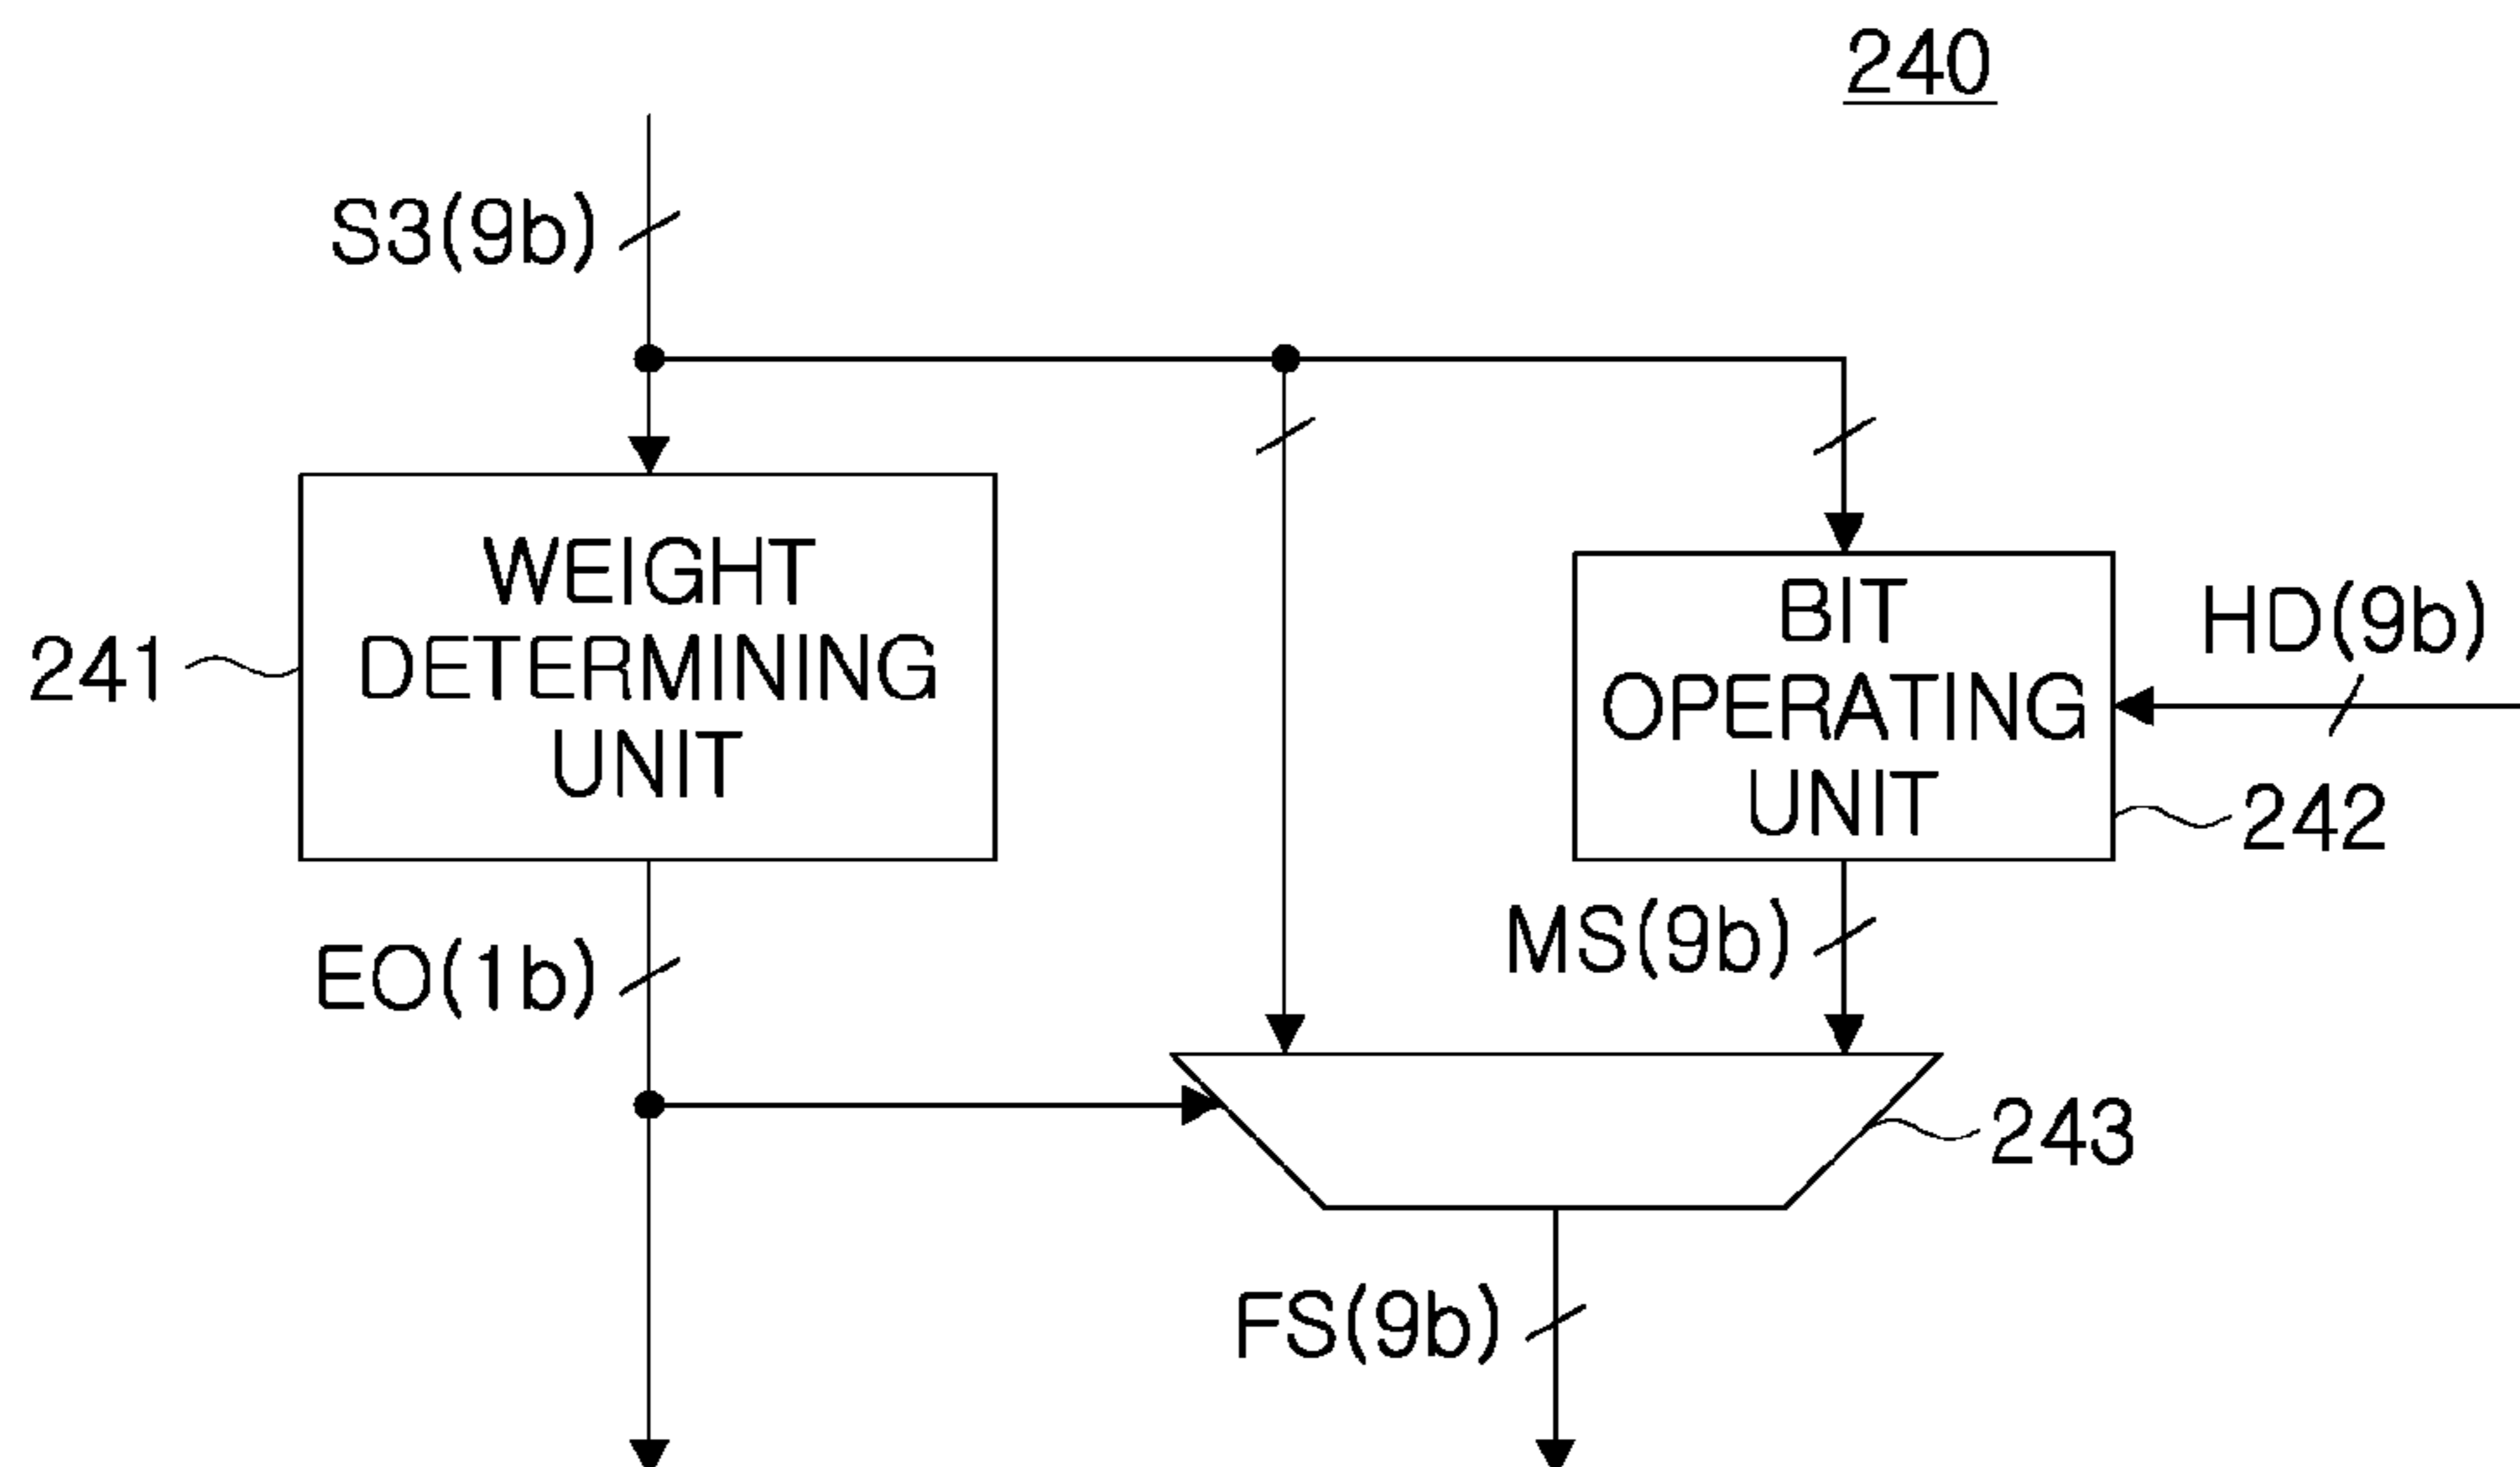 240
S3(9b)
WEIGHT
DETERMINING
UNIT
241
BIT
OPERATING
UNIT
HD(9b)
242
EO(1b)
MS(9b)
243
FS(9b)